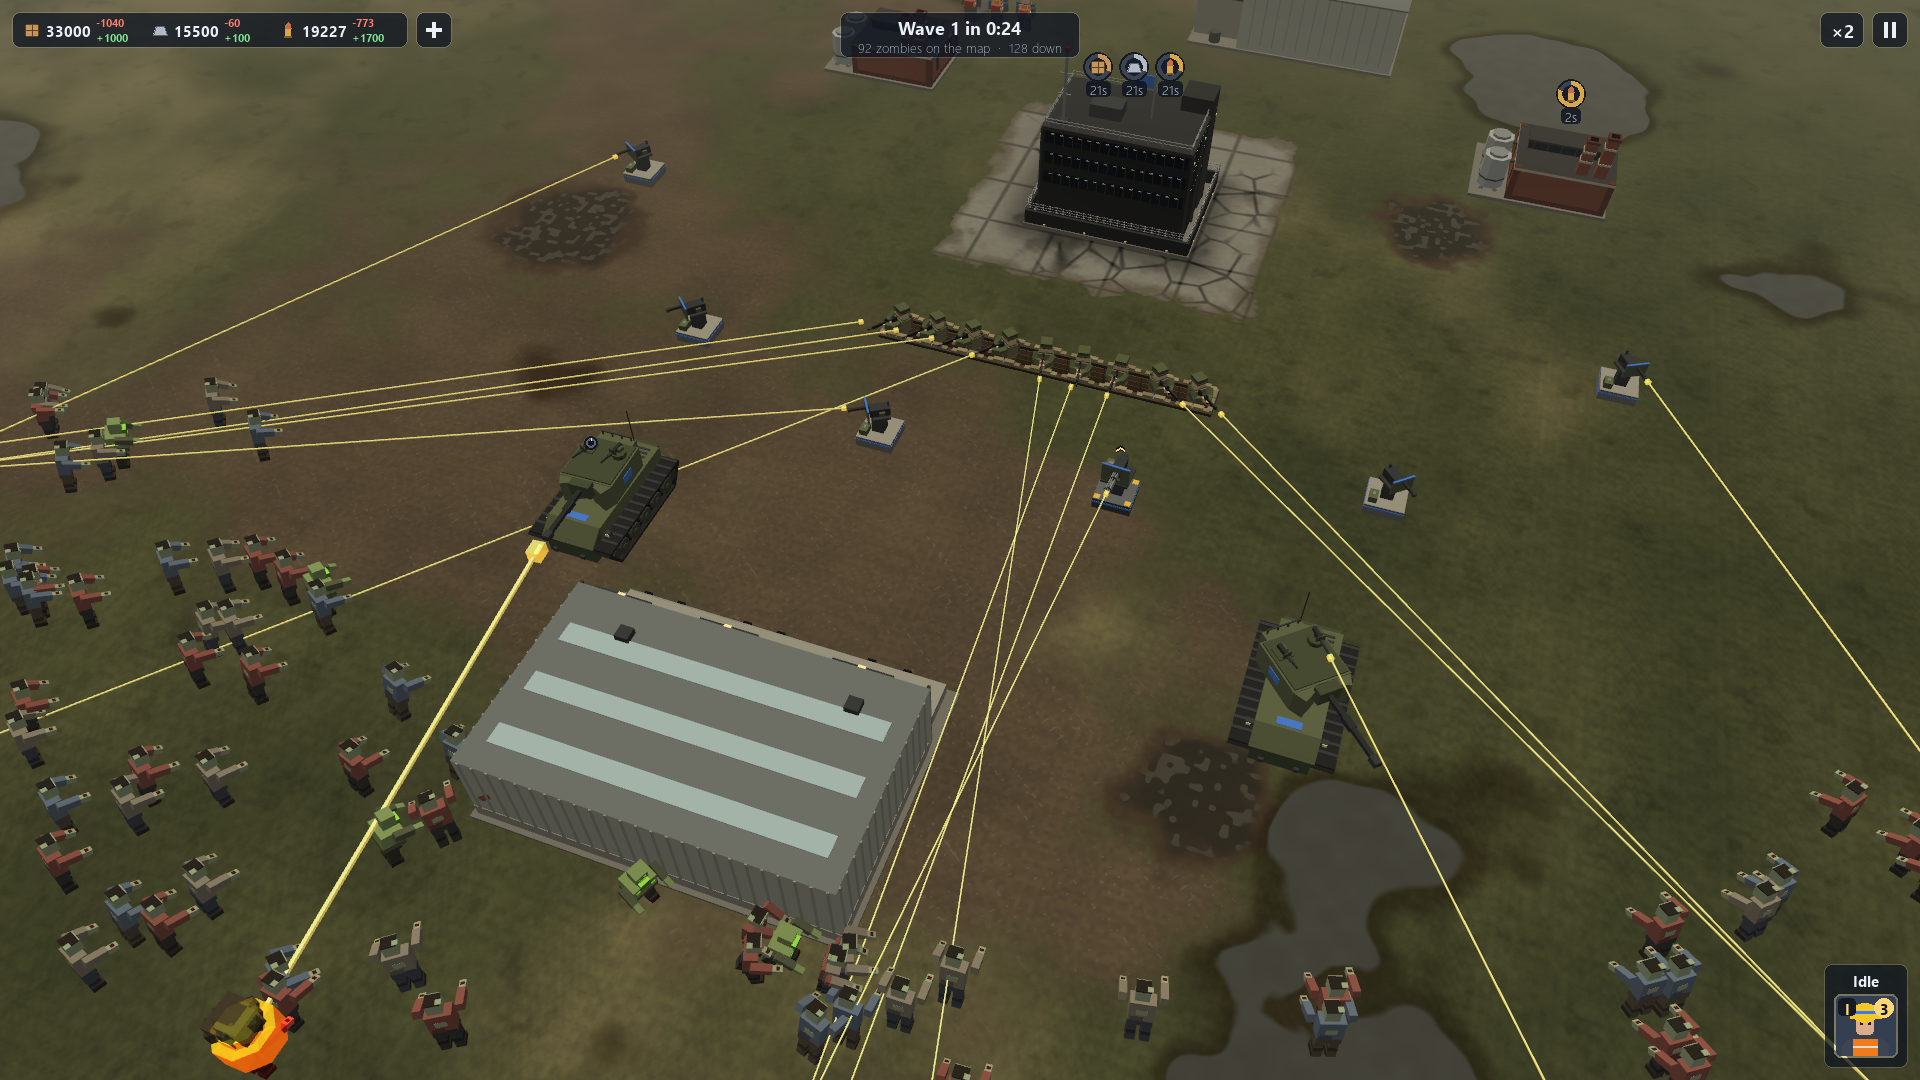 33000 -1040 +1000 15500 -60 +100 19227 -773 +1700
Wave 1 in 0:24
92 zombies on the map · 128 down
×2
21s 21s 21s
2s
Idle
I 3